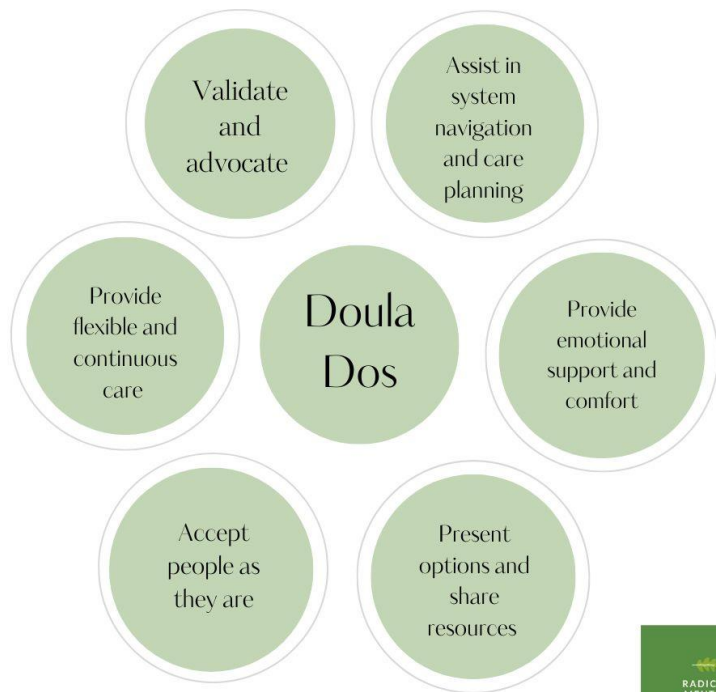 Validate
and
advocate
Assist in
system
navigation
and care
planning
Provide
flexible and
continuous
care
Doula
Dos
Provide
emotional
support and
comfort
Accept
people as
they are
Present
options and
share
resources